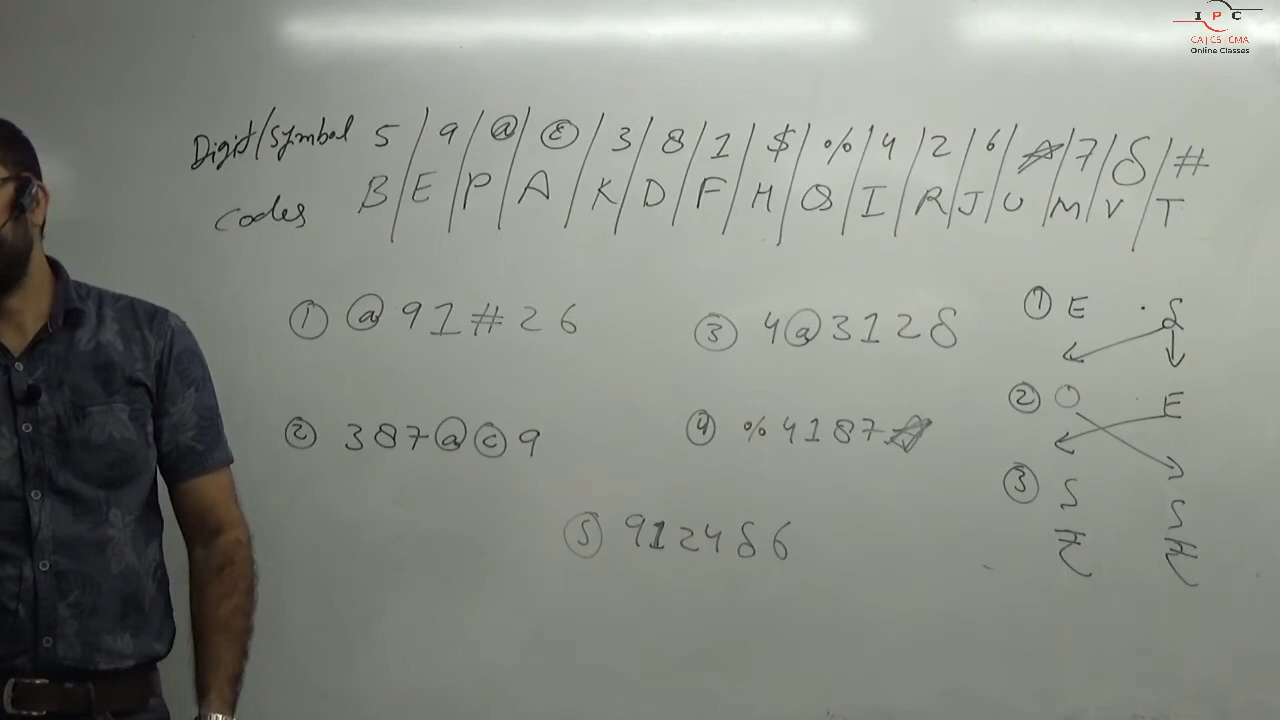 I P C
CA | CS CMA
Online Classes
Digit/Symbol 5 / 9 / @ / © / 3 / 8 / 1 / $ / % / 4 / 2 / 6 / ☆ / 7 / δ / #
Codes B / E / P / A / K / D / F / H / Q / I / R / J / U / M / V / T
① @ 9 1 # 2 6
② 3 8 7 @ © 9
③ 4 @ 3 1 2 δ
④ % 4 1 8 7 ☆
⑤ 9 1 2 4 δ 6
① E S
② O E
③ S S